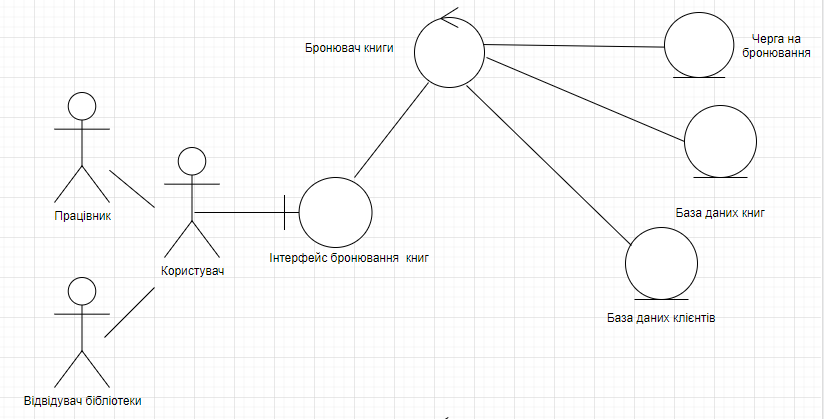 Черга на
бронювання
Бронювач книги
Працівник
База даних книг
Інтерфейс бронювання книг
Користувач
База даних клієнтів
Відвідувач бібліотеки